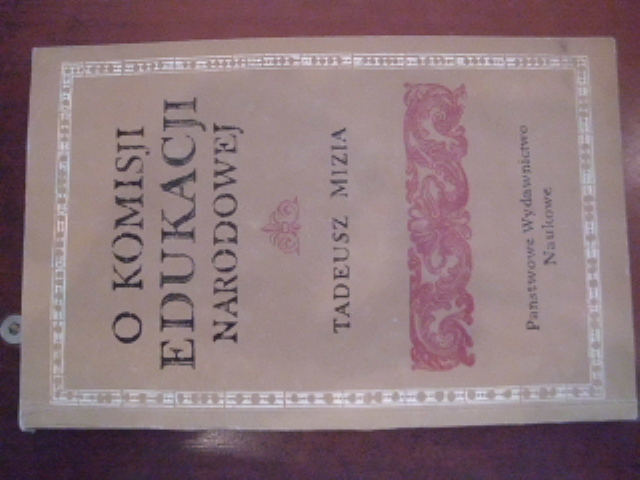 O KOMISJI
EDUKACJI
NARODOWEJ
TADEUSZ MIZIA
Państwowe Wydawnictwo
Naukowe